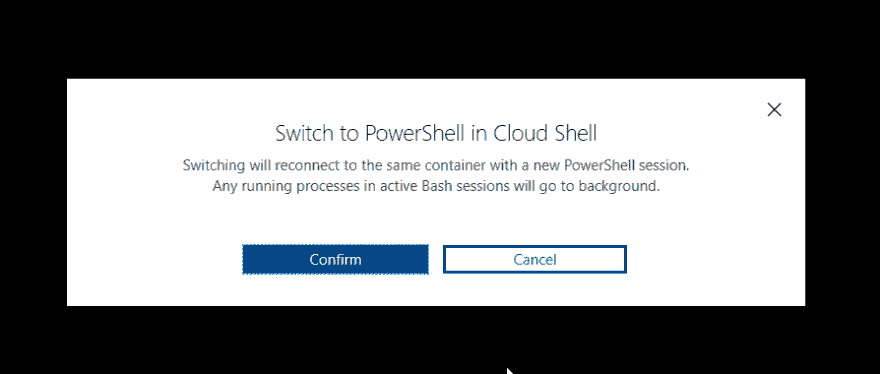 Switch to PowerShell in Cloud Shell
Switching will reconnect to the same container with a new PowerShell session.
Any running processes in active Bash sessions will go to background.
Confirm
Cancel